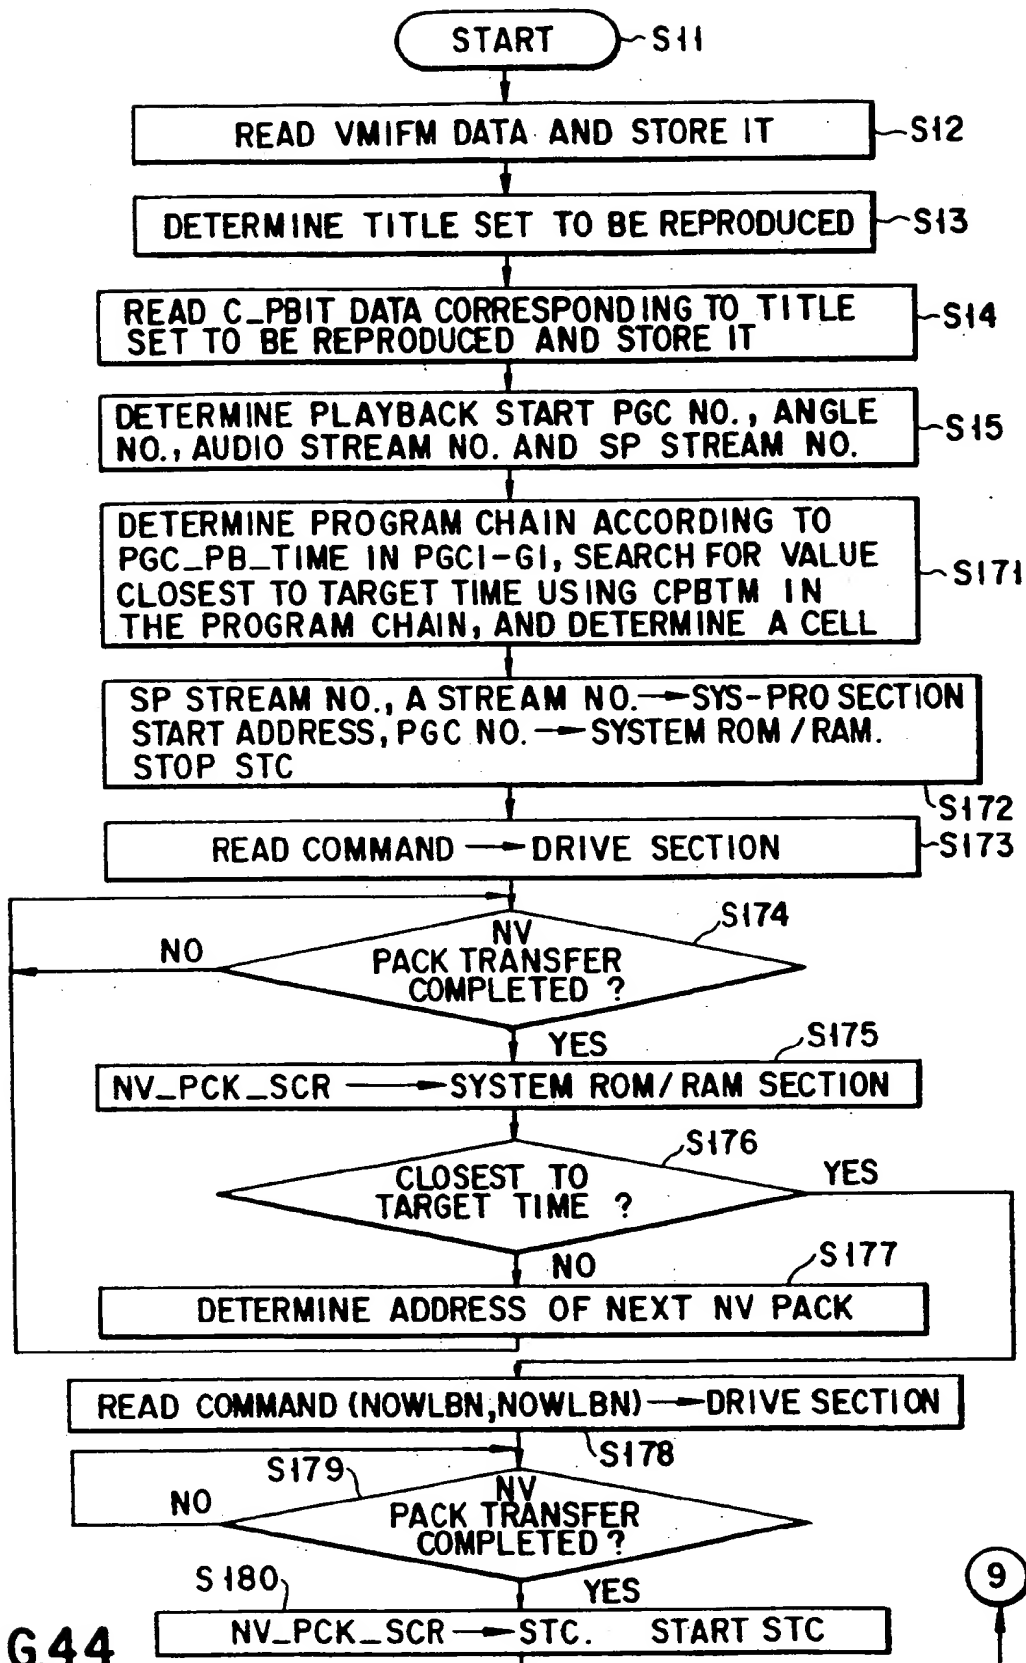 START
S11
READ VMIFM DATA AND STORE IT
S12
DETERMINE TITLE SET TO BE REPRODUCED
S13
READ C_PBIT DATA CORRESPONDING TO TITLE
SET TO BE REPRODUCED AND STORE IT
S14
DETERMINE PLAYBACK START PGC NO., ANGLE
NO., AUDIO STREAM NO. AND SP STREAM NO.
S15
DETERMINE PROGRAM CHAIN ACCORDING TO
PGC_PB_TIME IN PGCI-GI, SEARCH FOR VALUE
CLOSEST TO TARGET TIME USING CPBTM IN
THE PROGRAM CHAIN, AND DETERMINE A CELL
S171
SP STREAM NO., A STREAM NO. → SYS-PRO SECTION
START ADDRESS, PGC NO. → SYSTEM ROM / RAM.
STOP STC
S172
READ COMMAND → DRIVE SECTION
S173
S174
NV
PACK TRANSFER
COMPLETED ?
NO
YES
S175
NV_PCK_SCR → SYSTEM ROM/RAM SECTION
S176
CLOSEST TO
TARGET TIME ?
YES
NO
S177
DETERMINE ADDRESS OF NEXT NV PACK
READ COMMAND (NOWLBN,NOWLBN) → DRIVE SECTION
S178
S179
NV
PACK TRANSFER
COMPLETED ?
NO
YES
S180
NV_PCK_SCR → STC. START STC
9
G.44